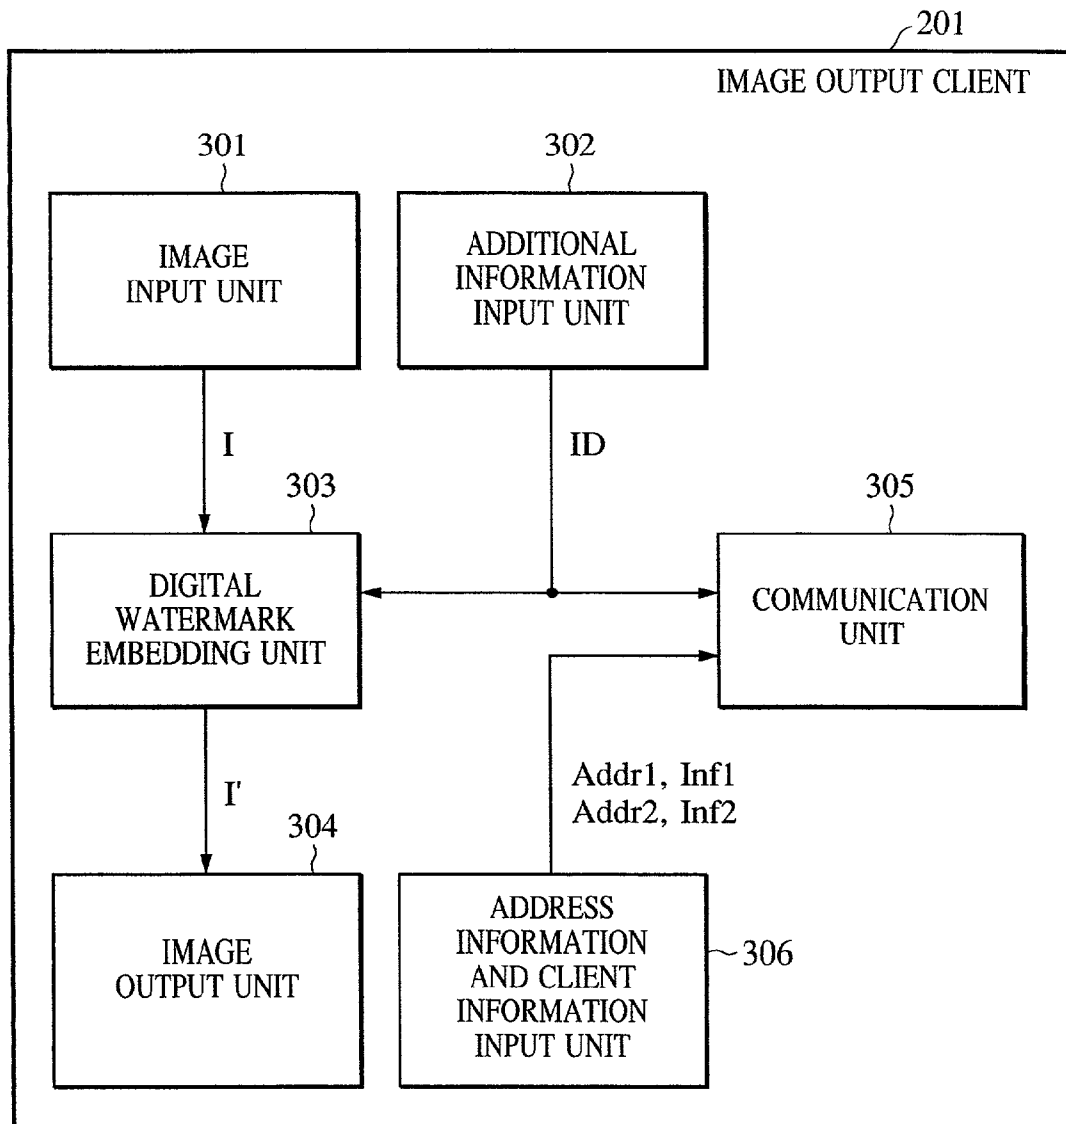 201
IMAGE OUTPUT CLIENT
301
302
IMAGE
INPUT UNIT
ADDITIONAL
INFORMATION
INPUT UNIT
I
ID
303
305
DIGITAL
WATERMARK
EMBEDDING UNIT
COMMUNICATION
UNIT
I'
Addr1, Inf1
Addr2, Inf2
304
IMAGE
OUTPUT UNIT
ADDRESS
INFORMATION
AND CLIENT
INFORMATION
INPUT UNIT
306